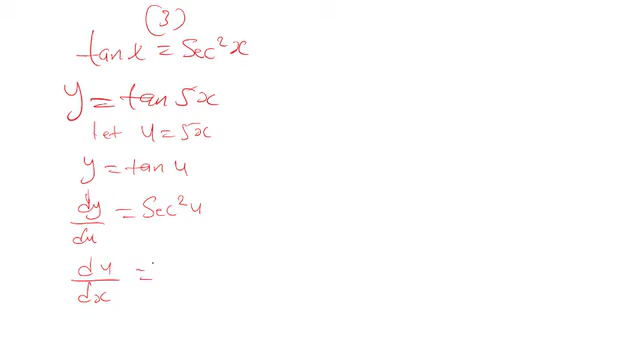 (3)
tan x = Sec²x
y = tan 5x
let u = 5x
y = tan u
dy/du = Sec²u
du/dx =